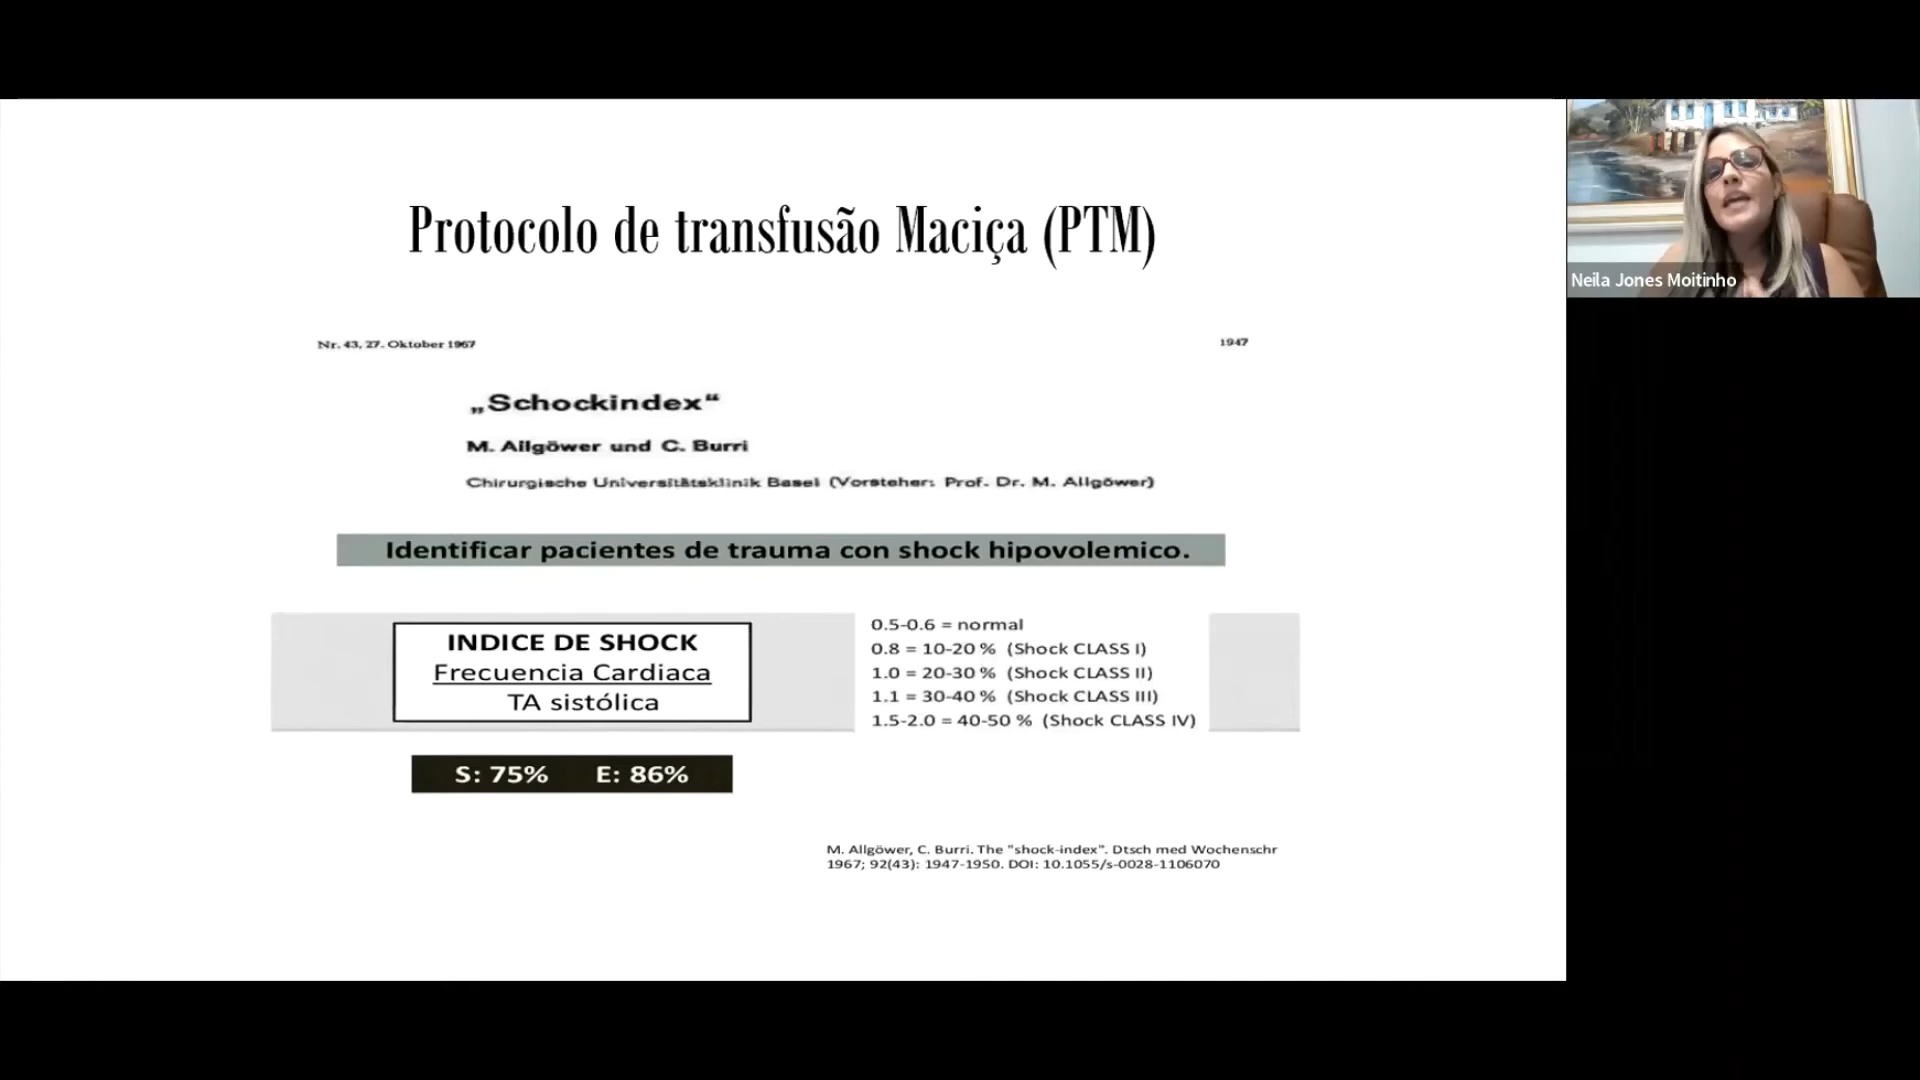 Protocolo de transfusão Maciça (PTM)
Nr. 43, 27. Oktober 1967
1947
„Schockindex“
M. Allgöwer und C. Burri
Chirurgische Universitätsklinik Basel (Vorsteher: Prof. Dr. M. Allgöwer)
Identificar pacientes de trauma con shock hipovolemico.
INDICE DE SHOCK
Frecuencia Cardiaca
TA sistólica
0.5-0.6 = normal
0.8 = 10-20 % (Shock CLASS I)
1.0 = 20-30 % (Shock CLASS II)
1.1 = 30-40 % (Shock CLASS III)
1.5-2.0 = 40-50 % (Shock CLASS IV)
S: 75% E: 86%
M. Allgöwer, C. Burri. The "shock-index". Dtsch med Wochenschr
1967; 92(43): 1947-1950. DOI: 10.1055/s-0028-1106070
Neila Jones Moitinho